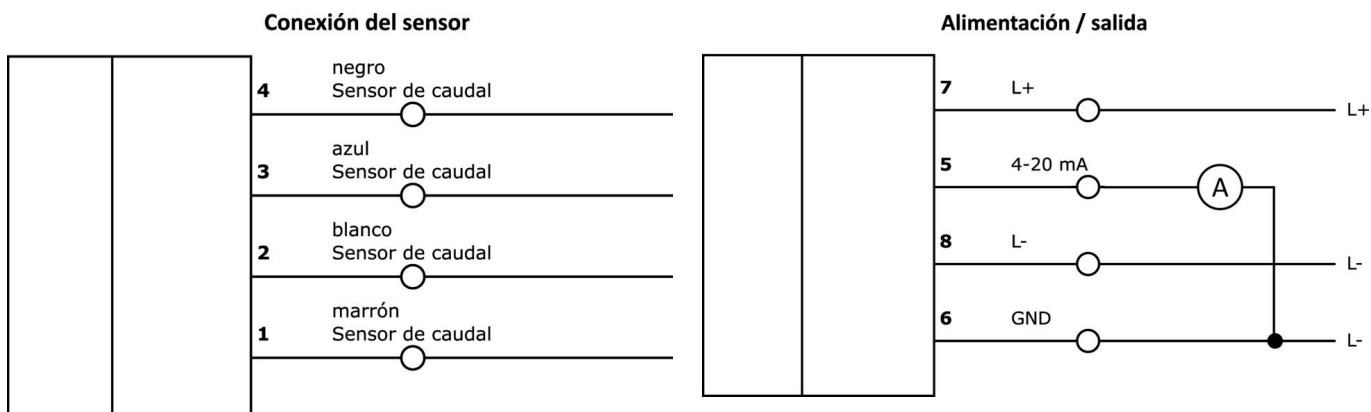 Conexión del sensor
negro
4 Sensor de caudal
azul
3 Sensor de caudal
blanco
2 Sensor de caudal
marrón
1 Sensor de caudal
Alimentación / salida
7 L+
L+
5 4-20 mA
A
8 L-
L-
6 GND
L-